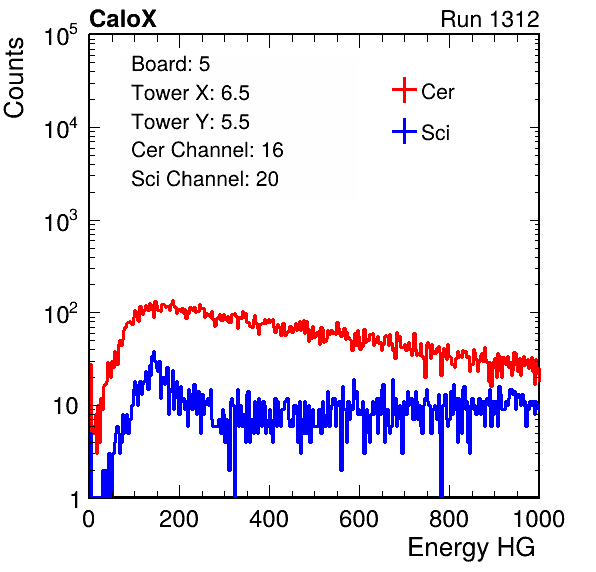 CaloX Run 1312
Counts
Board: 5
Tower X: 6.5
Tower Y: 5.5
Cer Channel: 16
Sci Channel: 20
Cer
Sci
10^5
10^4
10^3
10^2
10
1
0 200 400 600 800 1000
Energy HG